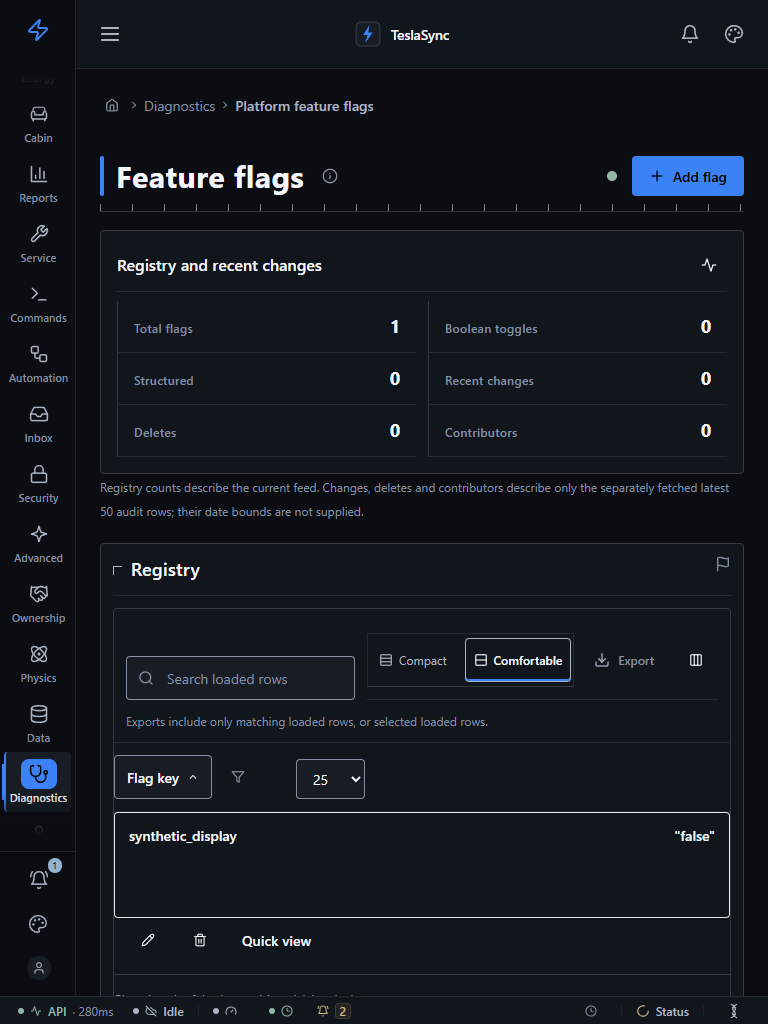 TeslaSync
Diagnostics
Platform feature flags
Cabin
Reports
Service
Commands
Automation
Inbox
Security
Advanced
Ownership
Physics
Data
Diagnostics
1
Feature flags
Add flag
Registry and recent changes
Total flags 1
Boolean toggles 0
Structured 0
Recent changes 0
Deletes 0
Contributors 0
Registry counts describe the current feed. Changes, deletes and contributors describe only the separately fetched latest
50 audit rows; their date bounds are not supplied.
Registry
Search loaded rows
Compact
Comfortable
Export
Exports include only matching loaded rows, or selected loaded rows.
Flag key
25
synthetic_display "false"
Quick view
API · 280ms
Idle
2
Status